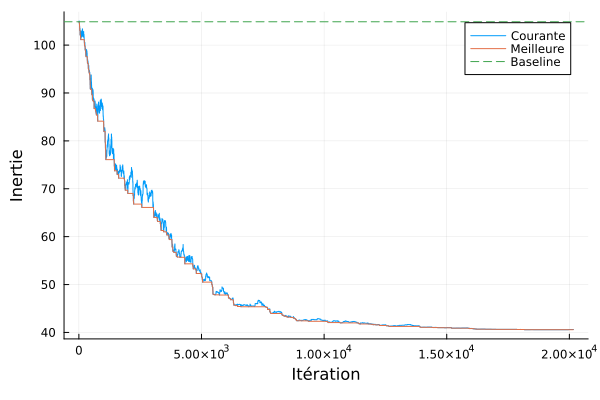 Courante
Meilleure
Baseline
100
90
80
70
60
50
40
Inertie
0
5.00×10³
1.00×10⁴
1.50×10⁴
2.00×10⁴
Itération